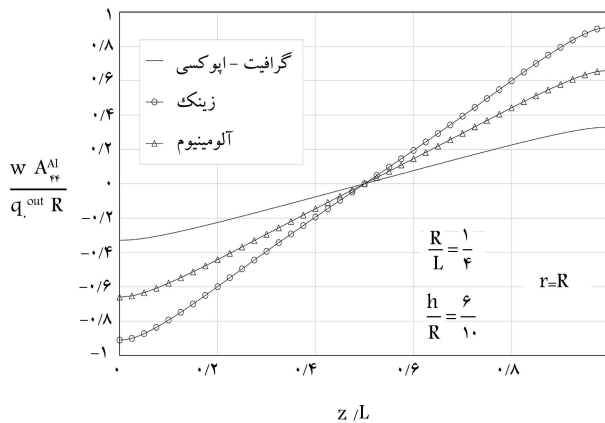 ۱
۰/۸
۰/۶
۰/۴
۰/۲
۰
-۰/۲
-۰/۴
-۰/۶
-۰/۸
-۱
گرافیت - اپوکسی
زینک
آلومینیوم
w A₄₄^Al / q.^out R
R/L = ۱/۴
h/R = ۶/۱۰
r=R
۰ ۰/۲ ۰/۴ ۰/۶ ۰/۸
z /L